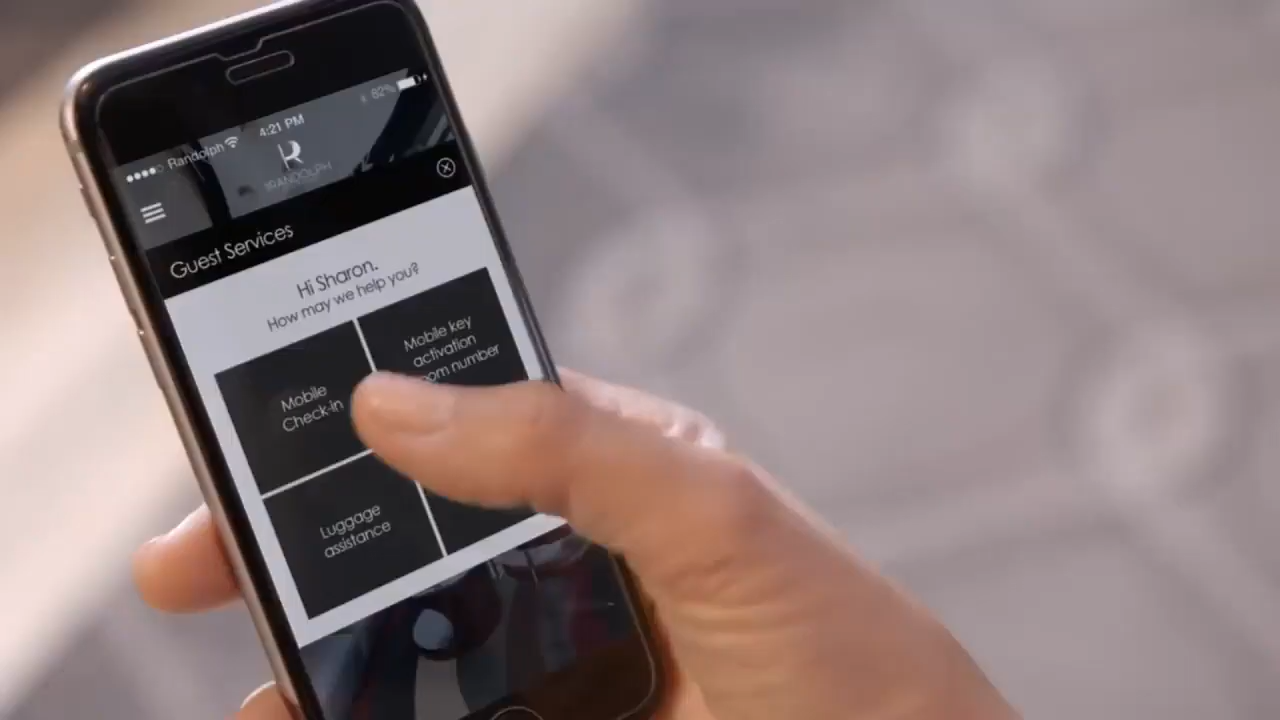 Randolph
4:21 PM
82%
R
RANDOLPH
Guest Services
Hi Sharon.
How may we help you?
Mobile
Check-in
Mobile key
activation
number
Luggage
assistance